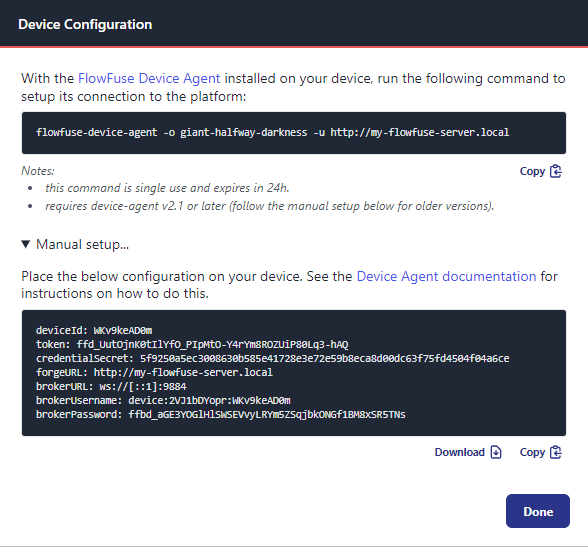 Device Configuration
With the FlowFuse Device Agent installed on your device, run the following command to
setup its connection to the platform:
flowfuse-device-agent -o giant-halfway-darkness -u http://my-flowfuse-server.local
Notes:
Copy
• this command is single use and expires in 24h.
• requires device-agent v2.1 or later (follow the manual setup below for older versions).
▼ Manual setup...
Place the below configuration on your device. See the Device Agent documentation for
instructions on how to do this.
deviceId: WKv9keAD0m
token: ffd_UutOjnK0tIlYfO_PIpMtO-Y4rYm8ROZUiP80Lq3-hAQ
credentialSecret: 5f9250a5ec3008630b585e41728e3e72e59b8eca8d00dc63f75fd4504f04a6ce
forgeURL: http://my-flowfuse-server.local
brokerURL: ws://[::1]:9884
brokerUsername: device:2VJ1bDYopr:WKv9keAD0m
brokerPassword: ffbd_aGE3YOGlHlSWSEVvyLRYm5ZSqjbkONGf1BM8xSR5TNs
Download
Copy
Done